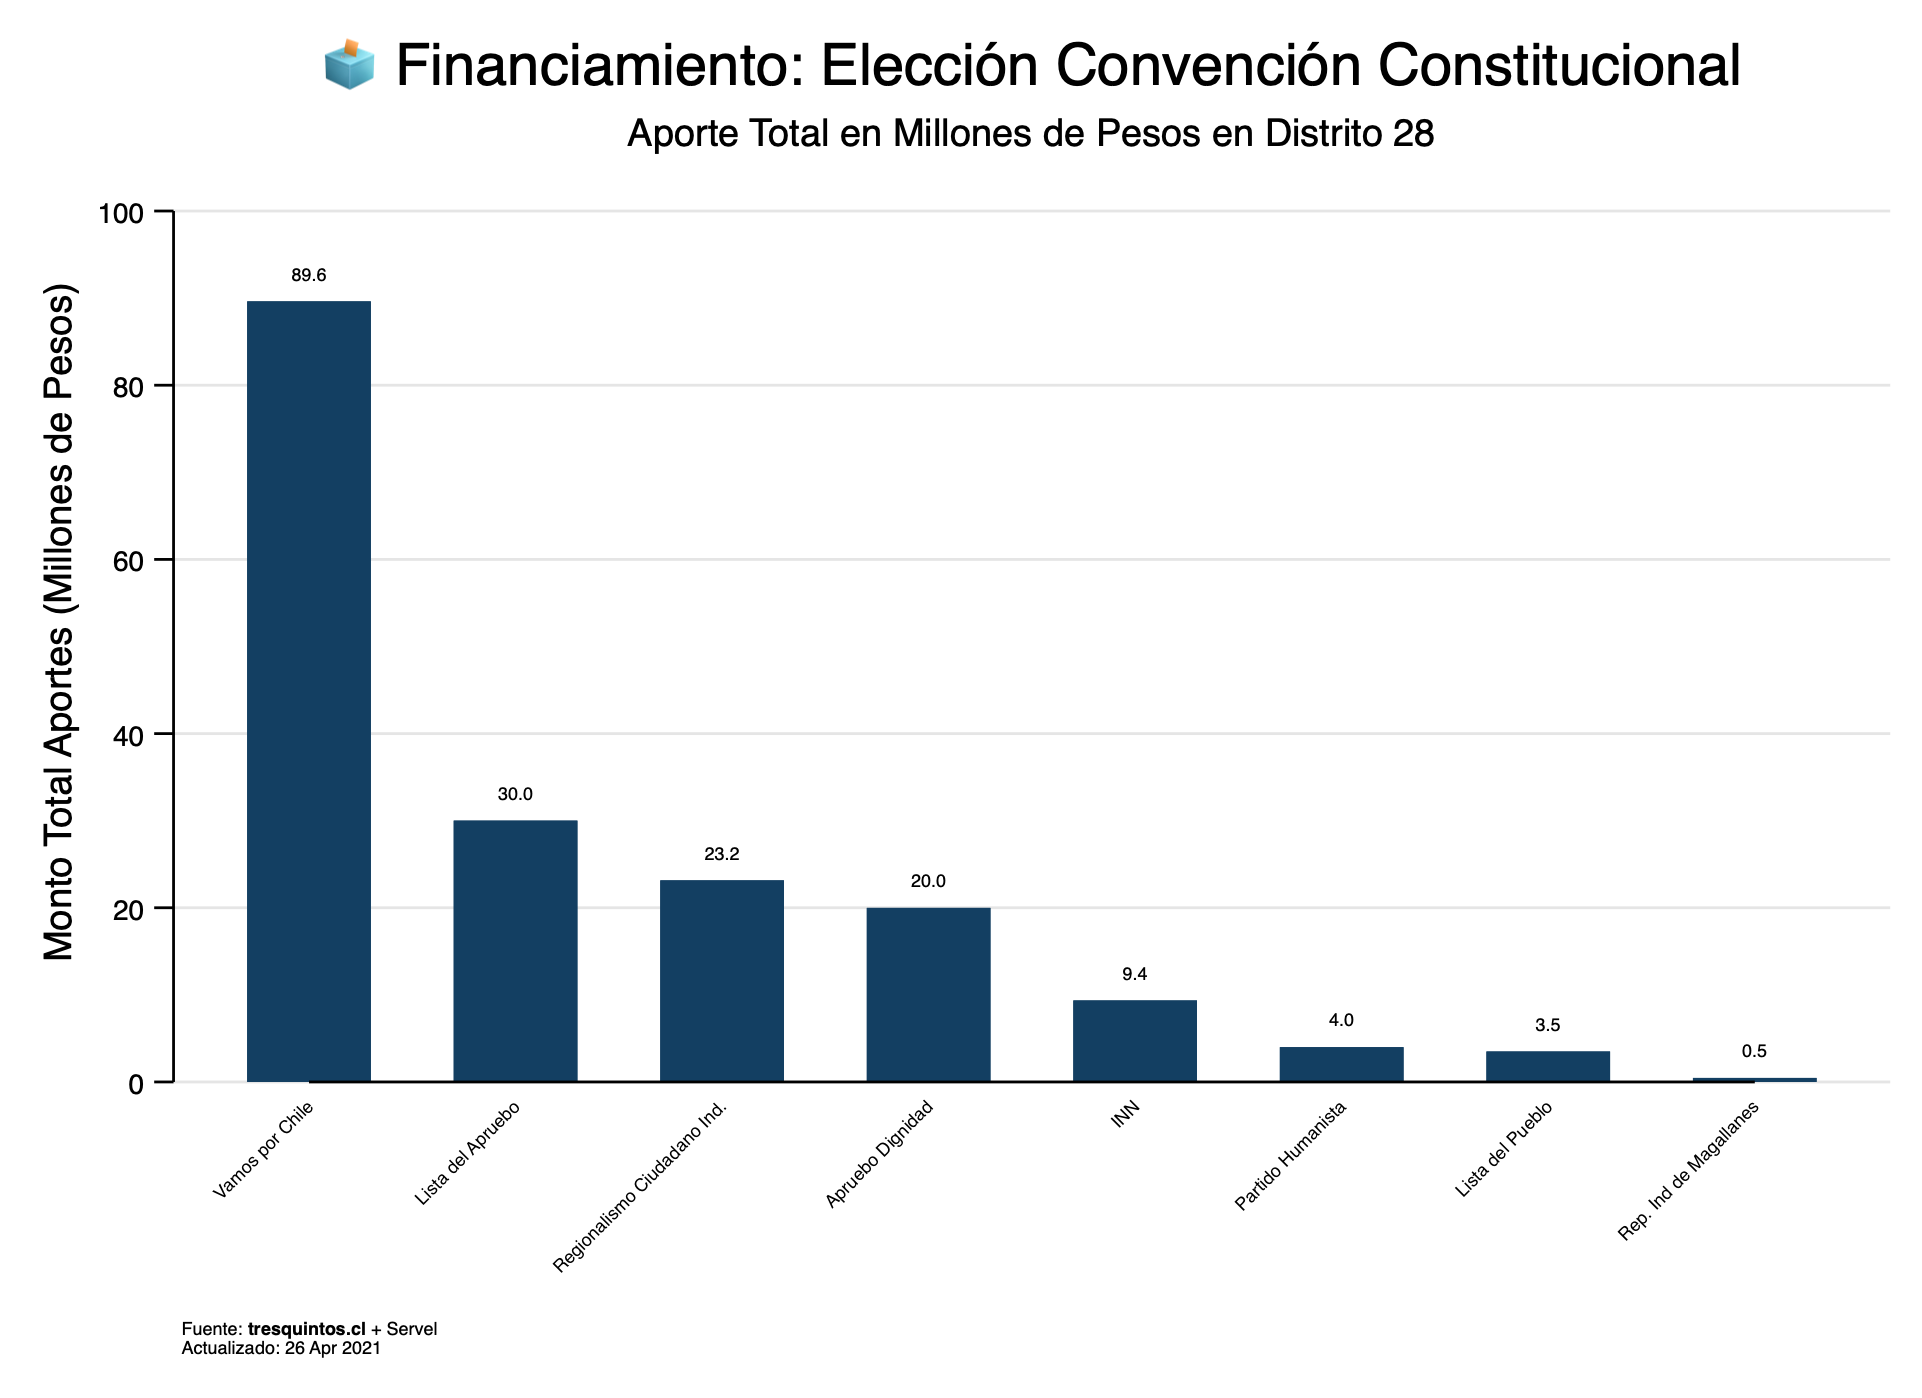 Financiamiento: Elección Convención Constitucional
Aporte Total en Millones de Pesos en Distrito 28
Monto Total Aportes (Millones de Pesos)
100
80
60
40
20
0
89.6
30.0
23.2
20.0
9.4
4.0
3.5
0.5
Vamos por Chile
Lista del Apruebo
Regionalismo Ciudadano Ind.
Apruebo Dignidad
INN
Partido Humanista
Lista del Pueblo
Rep. Ind de Magallanes
Fuente: tresquintos.cl + Servel
Actualizado: 26 Apr 2021